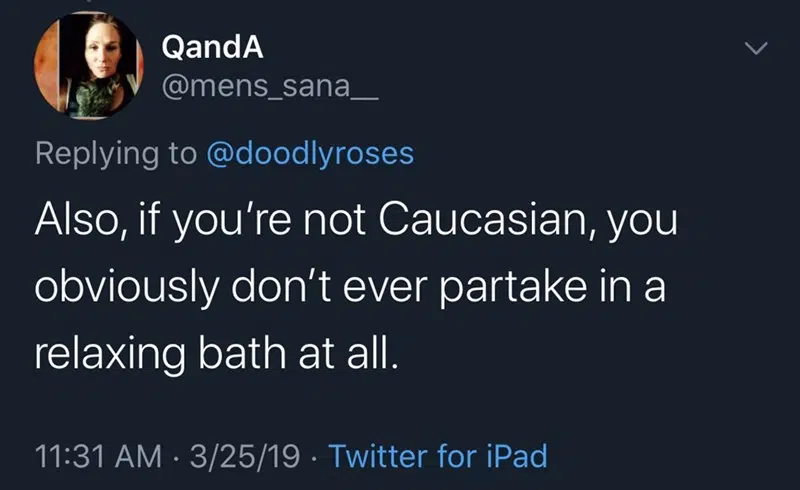 QandA
@mens_sana__
Replying to @doodlyroses
Also, if you’re not Caucasian, you
obviously don’t ever partake in a
relaxing bath at all.
11:31 AM · 3/25/19 · Twitter for iPad